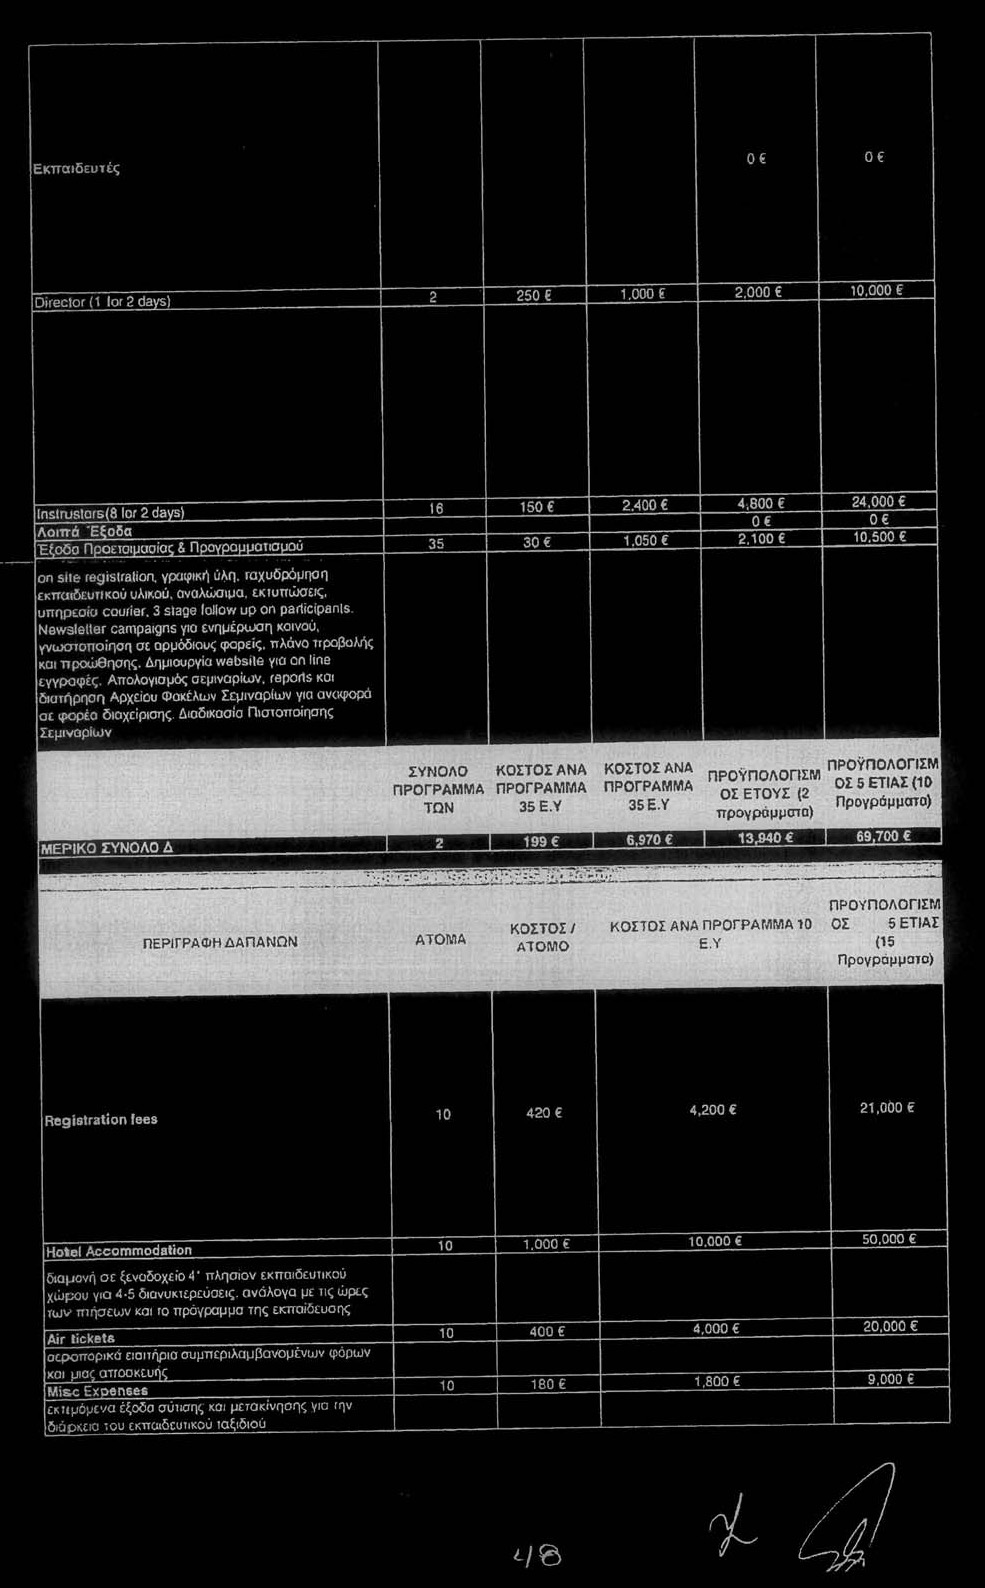 Εκπαιδευτές 0 € 0 €
Director (1 for 2 days) 2 250 € 1,000 € 2,000 € 10,000 €
Instrustors(8 for 2 days) 16 150 € 2,400 € 4,800 € 24,000 €
Λοιπά Έξοδα 0 € 0 €
Έξοδα Προετοιμασίας & Προγραμματισμού 35 30 € 1,050 € 2,100 € 10,500 €
on site registration, γραφική ύλη, ταχυδρόμηση
εκπαιδευτικού υλικού, αναλώσιμα, εκτυπώσεις,
υπηρεσία courier, 3 stage follow up on participants.
Newsletter campaigns για ενημέρωση κοινού,
γνωστοποίηση σε αρμόδιους φορείς, πλάνο προβολής
και προώθησης. Δημιουργία website για on line
εγγραφές. Απολογισμός σεμιναρίων, reports και
διατήρηση Αρχείου Φακέλων Σεμιναρίων για αναφορά
σε φορέα διαχείρισης. Διαδικασία Πιστοποίησης
Σεμιναρίων
ΣΥΝΟΛΟ ΚΟΣΤΟΣ ΑΝΑ ΚΟΣΤΟΣ ΑΝΑ ΠΡΟΫΠΟΛΟΓΙΣΜ ΠΡΟΫΠΟΛΟΓΙΣΜ
ΠΡΟΓΡΑΜΜΑ ΠΡΟΓΡΑΜΜΑ ΠΡΟΓΡΑΜΜΑ ΟΣ ΕΤΟΥΣ (2 ΟΣ 5 ΕΤΙΑΣ (10
ΤΩΝ 35 Ε.Υ 35 Ε.Υ προγράμματα) Προγράμματα)
ΜΕΡΙΚΟ ΣΥΝΟΛΟ Δ 2 199 € 6,970 € 13,940 € 69,700 €
ΠΕΡΙΓΡΑΦΗ ΔΑΠΑΝΩΝ ΑΤΟΜΑ ΚΟΣΤΟΣ / ΚΟΣΤΟΣ ΑΝΑ ΠΡΟΓΡΑΜΜΑ 10 ΠΡΟΥΠΟΛΟΓΙΣΜ
ΑΤΟΜΟ Ε.Υ ΟΣ 5 ΕΤΙΑΣ
(15
Προγράμματα)
Registration fees 10 420 € 4,200 € 21,000 €
Hotel Accommodation 10 1,000 € 10,000 € 50,000 €
διαμονή σε ξενοδοχείο 4* πλησίον εκπαιδευτικού
χώρου για 4-5 διανυκτερεύσεις, ανάλογα με τις ώρες
των πτήσεων και το πρόγραμμα της εκπαίδευσης
Air tickets 10 400 € 4,000 € 20,000 €
αεροπορικά εισιτήρια συμπεριλαμβανομένων φόρων
και μιας αποσκευής
Misc Expenses 10 180 € 1,800 € 9,000 €
εκτιμόμενα έξοδα σύτισης και μετακίνησης για την
διάρκεια του εκπαιδευτικού ταξιδιού
48